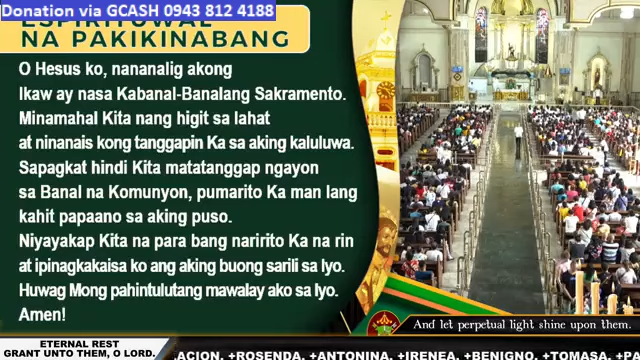 Donation via GCASH 0943 812 4188
ESPIRITUWAL
NA PAKIKINABANG
O Hesus ko, nananalig akong
Ikaw ay nasa Kabanal-Banalang Sakramento.
Minamahal Kita nang higit sa lahat
at ninanais kong tanggapin Ka sa aking kaluluwa.
Sapagkat hindi Kita matatanggap ngayon
sa Banal na Komunyon, pumarito Ka man lang
kahit papaano sa aking puso.
Niyayakap Kita na para bang naririto Ka na rin
at ipinagkakaisa ko ang aking buong sarili sa Iyo.
Huwag Mong pahintulutang mawalay ako sa Iyo.
Amen!
And let perpetual light shine upon them.
ETERNAL REST
GRANT UNTO THEM, O LORD.
ACION, +ROSENDA, +ANTONINA, +IRENEA, +BENIGNO, +TOMASA, +PA